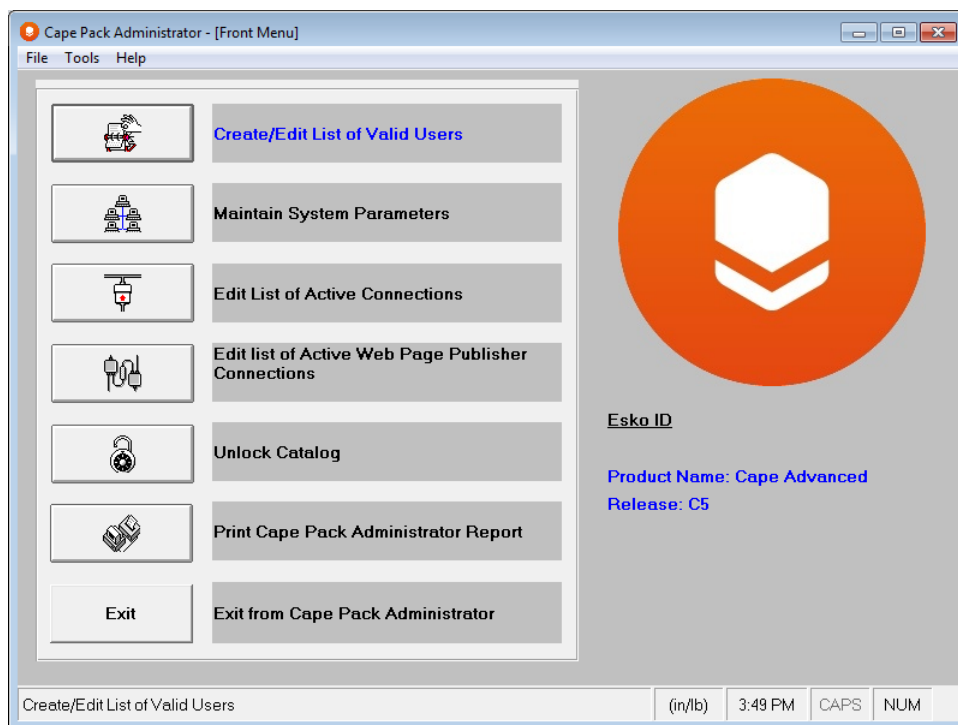 Cape Pack Administrator - [Front Menu]
File Tools Help
Create/Edit List of Valid Users
Maintain System Parameters
Edit List of Active Connections
Edit list of Active Web Page Publisher
Connections
Unlock Catalog
Print Cape Pack Administrator Report
Exit Exit from Cape Pack Administrator
Esko ID
Product Name: Cape Advanced
Release: C5
Create/Edit List of Valid Users (in/lb) 3:49 PM CAPS NUM